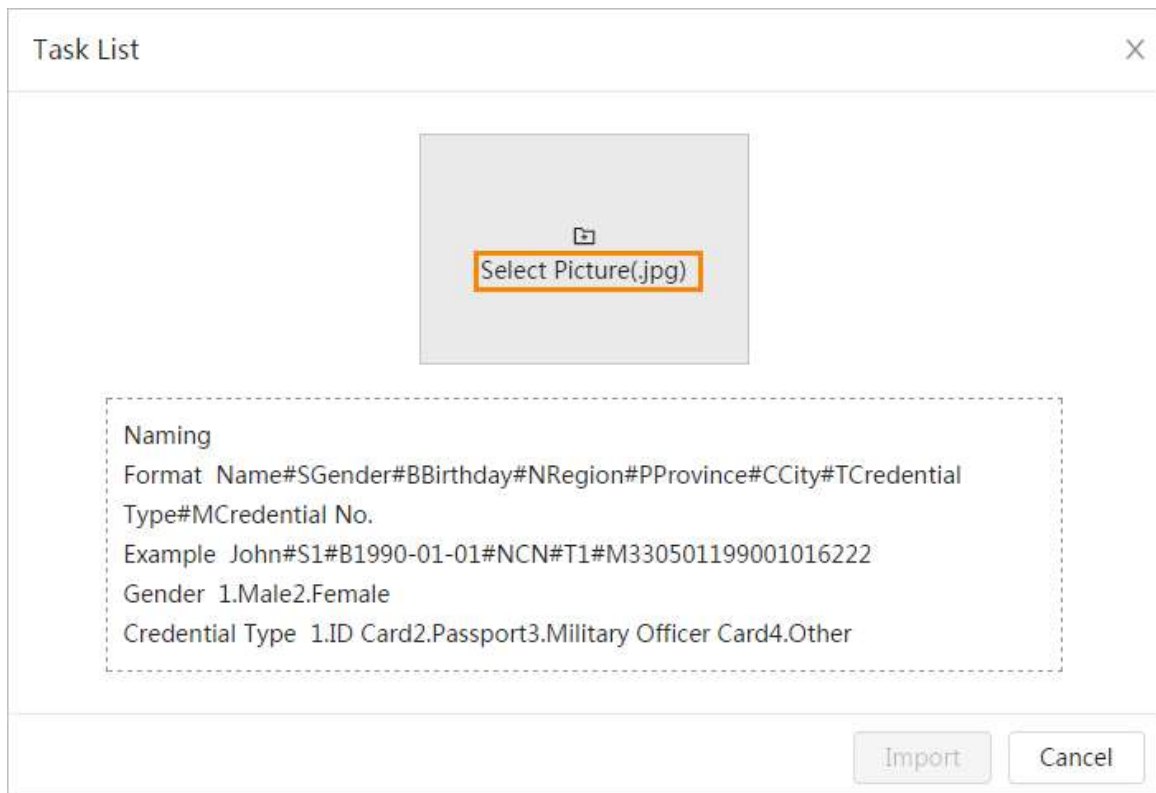 Task List
Select Picture(.jpg)
Naming
Format  Name#SGender#BBirthday#NRegion#PProvince#CCity#TCredential
Type#MCredential No.
Example  John#S1#B1990-01-01#NCN#T1#M330501199001016222
Gender  1.Male2.Female
Credential Type  1.ID Card2.Passport3.Military Officer Card4.Other
Import
Cancel